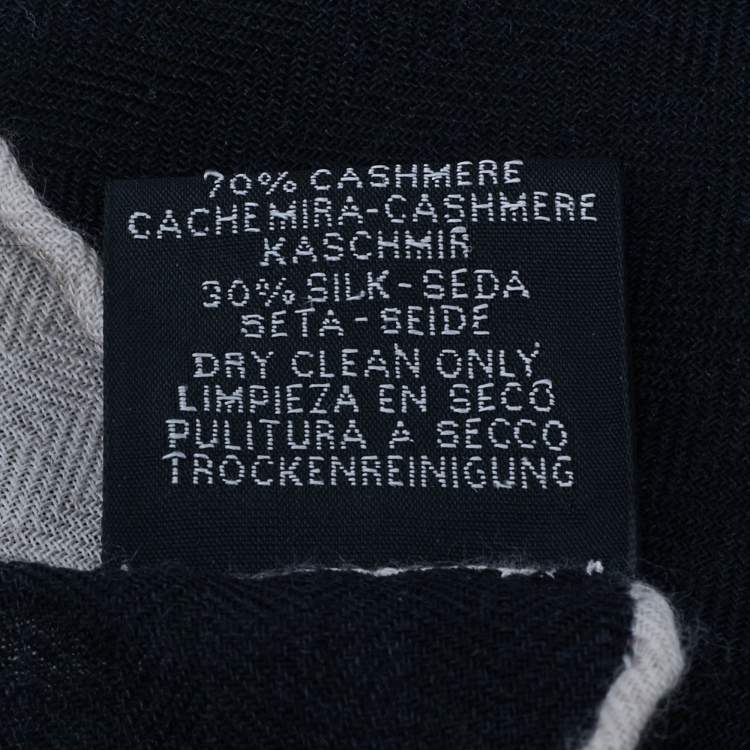 70% CASHMERE
CACHEMIRA-CASHMERE
KASCHMIR
30% SILK-SEDA
SETA-SEIDE
DRY CLEAN ONLY
LIMPIEZA EN SECO
PULITURA A SECCO
TROCKENREINIGUNG